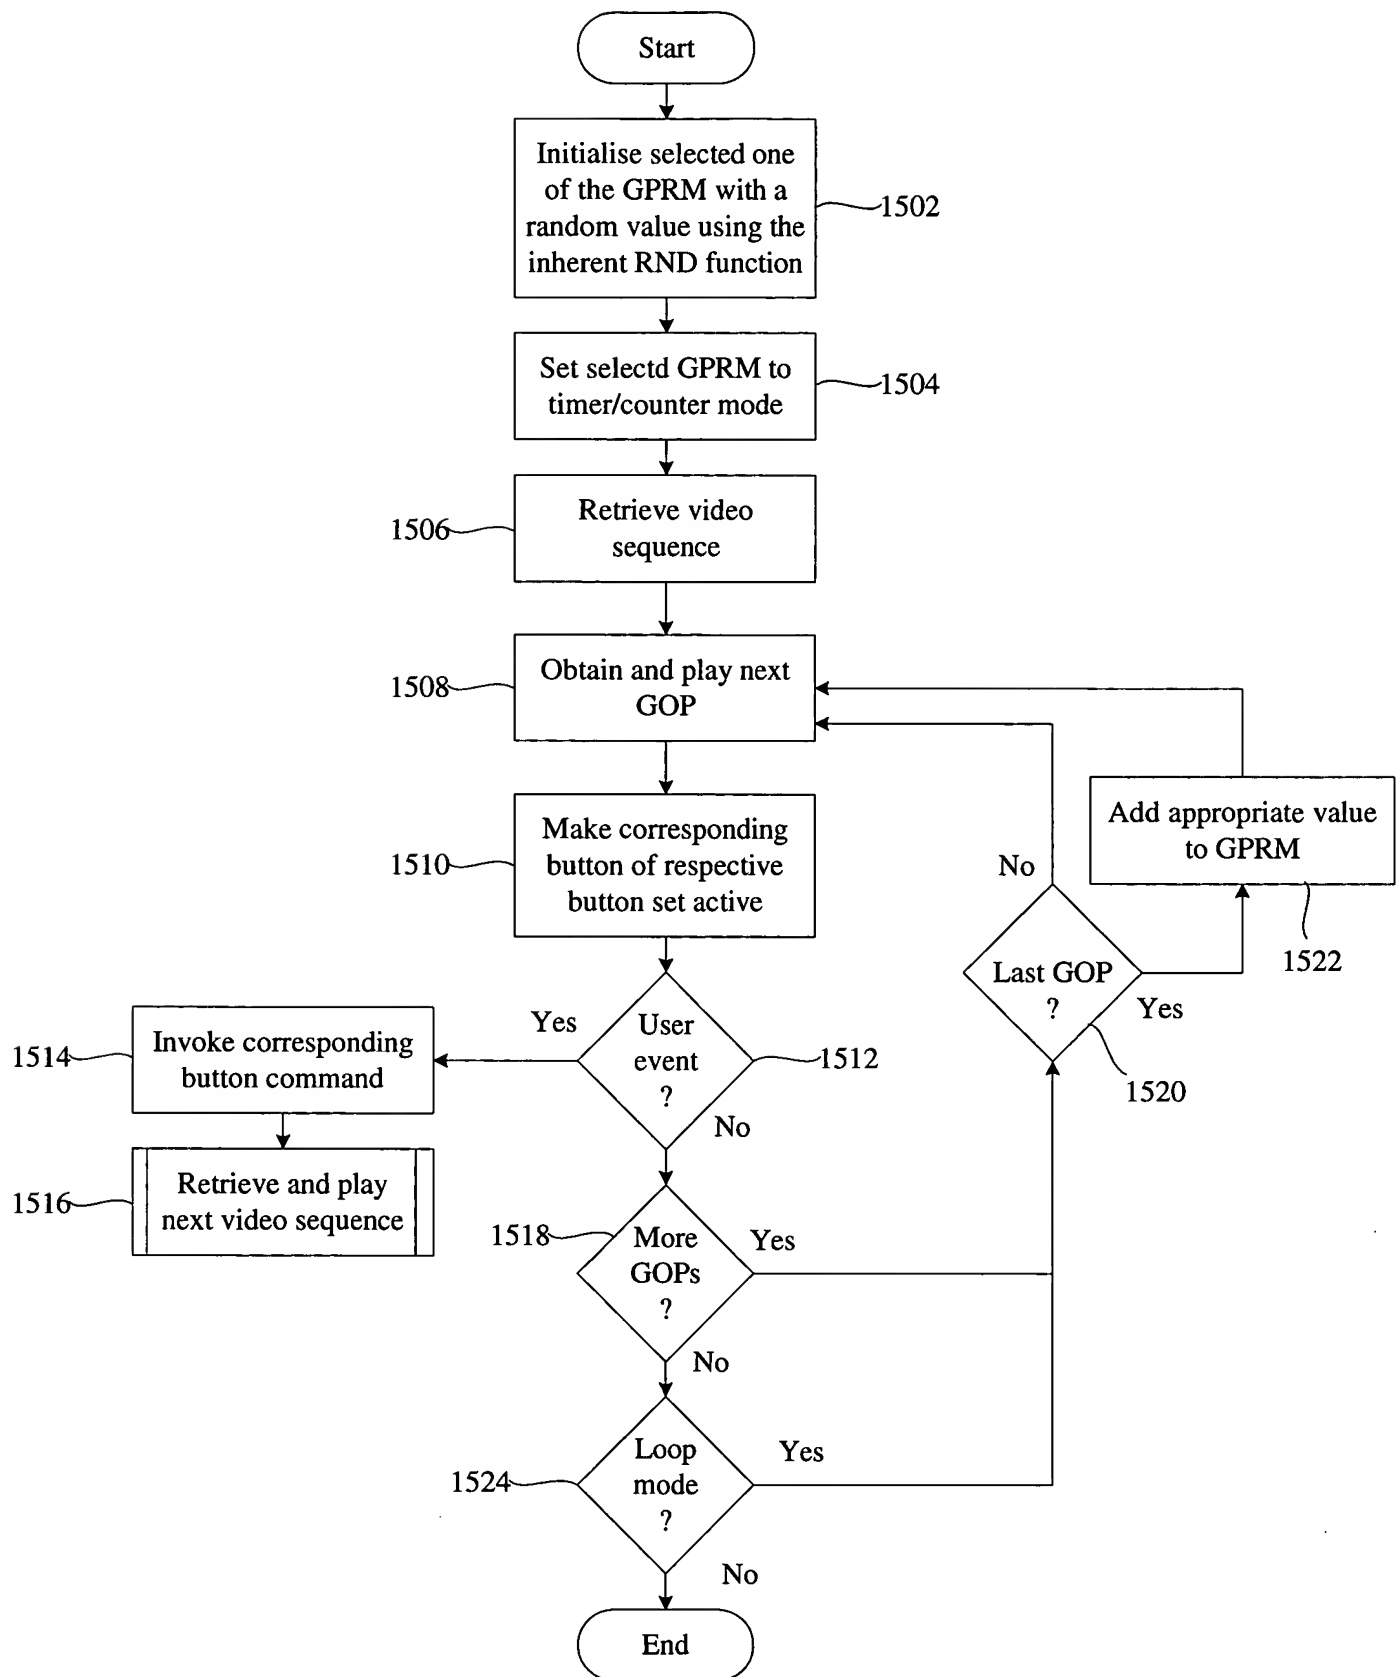 Start
Initialise selected one
of the GPRM with a
random value using the
inherent RND function
1502
Set selectd GPRM to
timer/counter mode
1504
Retrieve video
sequence
1506
Obtain and play next
GOP
1508
Make corresponding
button of respective
button set active
1510
Add appropriate value
to GPRM
1522
No
Last GOP
?
Yes
1520
User
event
?
1512
Yes
No
Invoke corresponding
button command
1514
Retrieve and play
next video sequence
1516
More
GOPs
?
1518
Yes
No
Loop
mode
?
1524
Yes
No
End